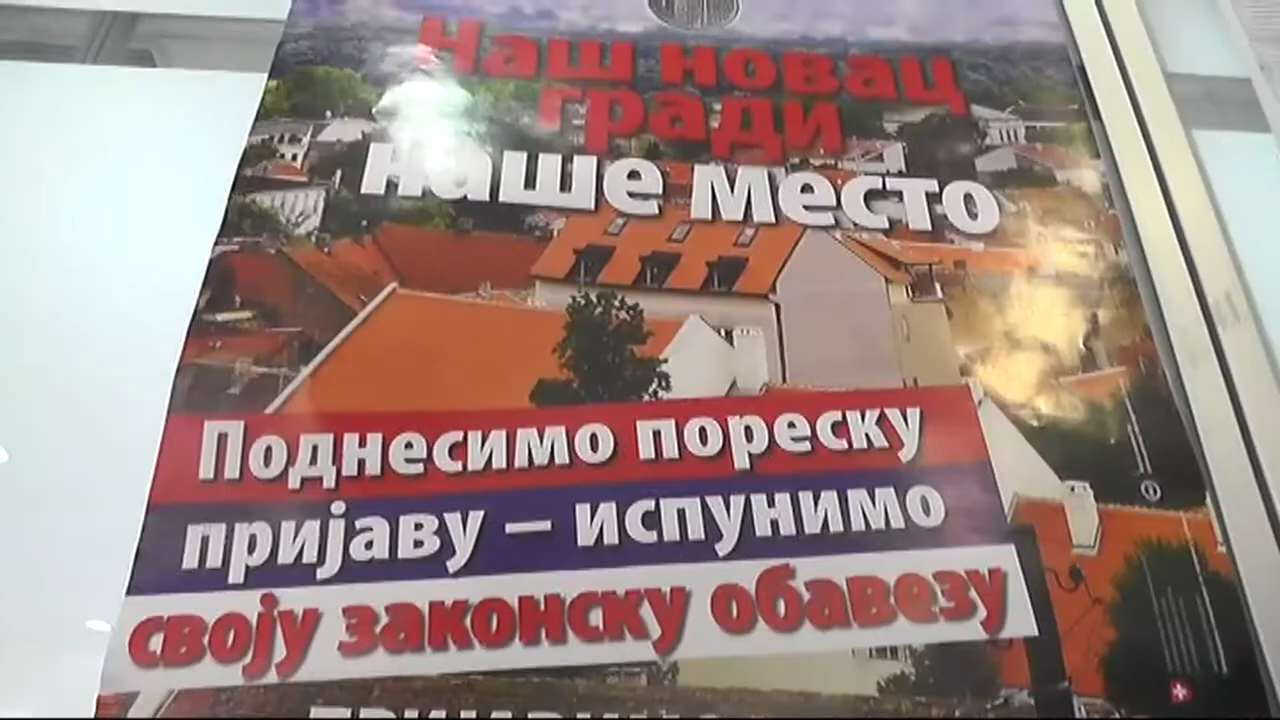 Наш новац
гради
наше место
Поднесимо пореску
пријаву – испунимо
своју законску обавезу